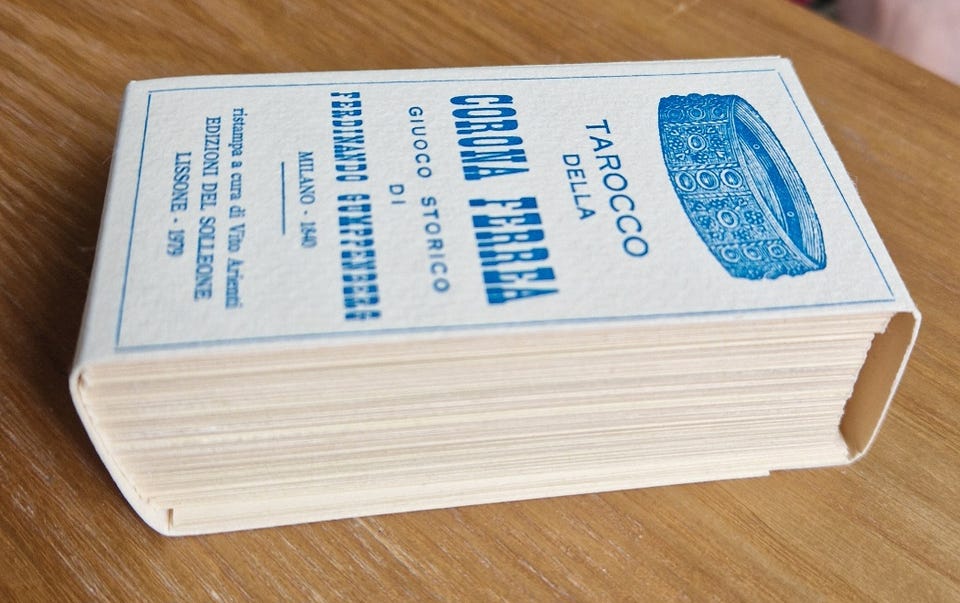 TAROCCO
DELLA
CORONA FERREA
GIUOCO STORICO
DI
FERDINANDO GUMPPENBERG
MILANO - 1840
ristampa a cura di Vito Arienti
EDIZIONI DEL SOLLEONE
LISSONE - 1979